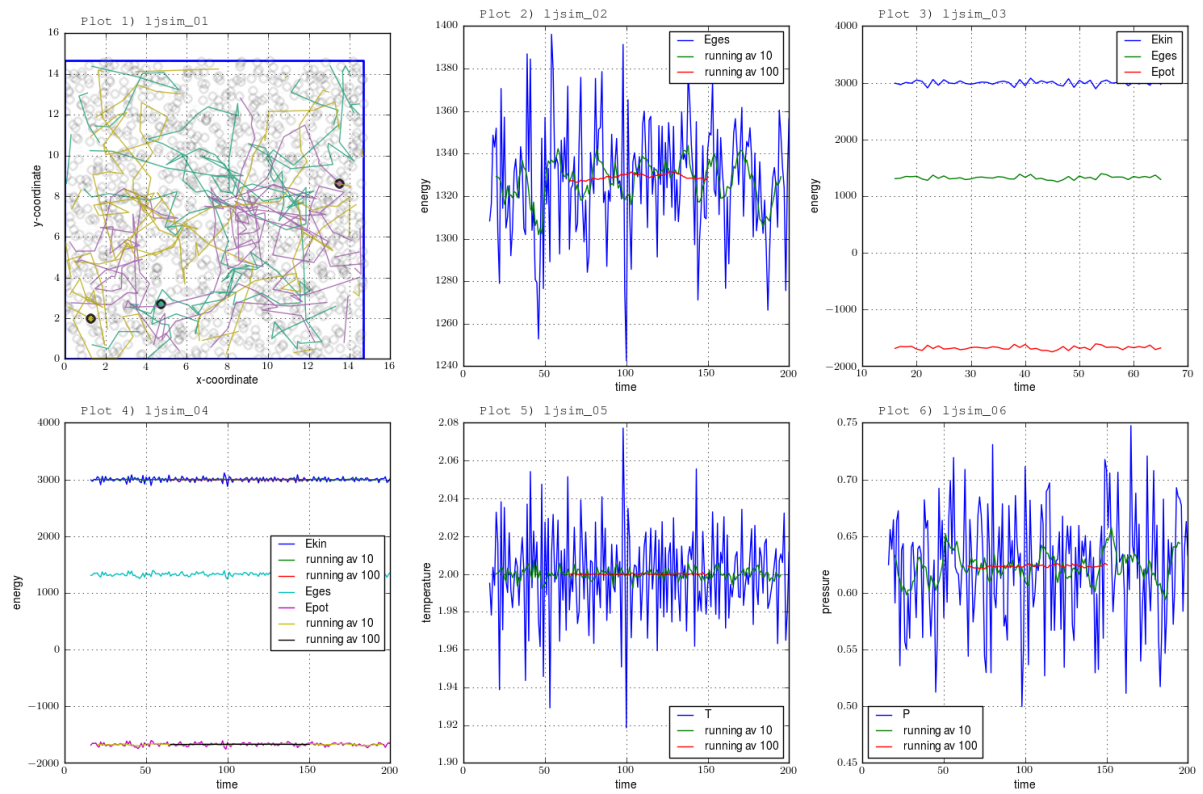 Plot 1) ljsim_01
16
14
12
10
8
6
4
2
0
y-coordinate
0 2 4 6 8 10 12 14 16
x-coordinate
Plot 2) ljsim_02
1400
1380
1360
1340
1320
1300
1280
1260
1240
energy
Eges
running av 10
running av 100
0 50 100 150 200
time
Plot 3) ljsim_03
4000
3000
2000
1000
0
−1000
−2000
energy
Ekin
Eges
Epot
10 20 30 40 50 60 70
time
Plot 4) ljsim_04
4000
3000
2000
1000
0
−1000
−2000
energy
Ekin
running av 10
running av 100
Eges
Epot
running av 10
running av 100
0 50 100 150 200
time
Plot 5) ljsim_05
2.08
2.06
2.04
2.02
2.00
1.98
1.96
1.94
1.92
1.90
temperature
T
running av 10
running av 100
0 50 100 150 200
time
Plot 6) ljsim_06
0.75
0.70
0.65
0.60
0.55
0.50
0.45
pressure
P
running av 10
running av 100
0 50 100 150 200
time